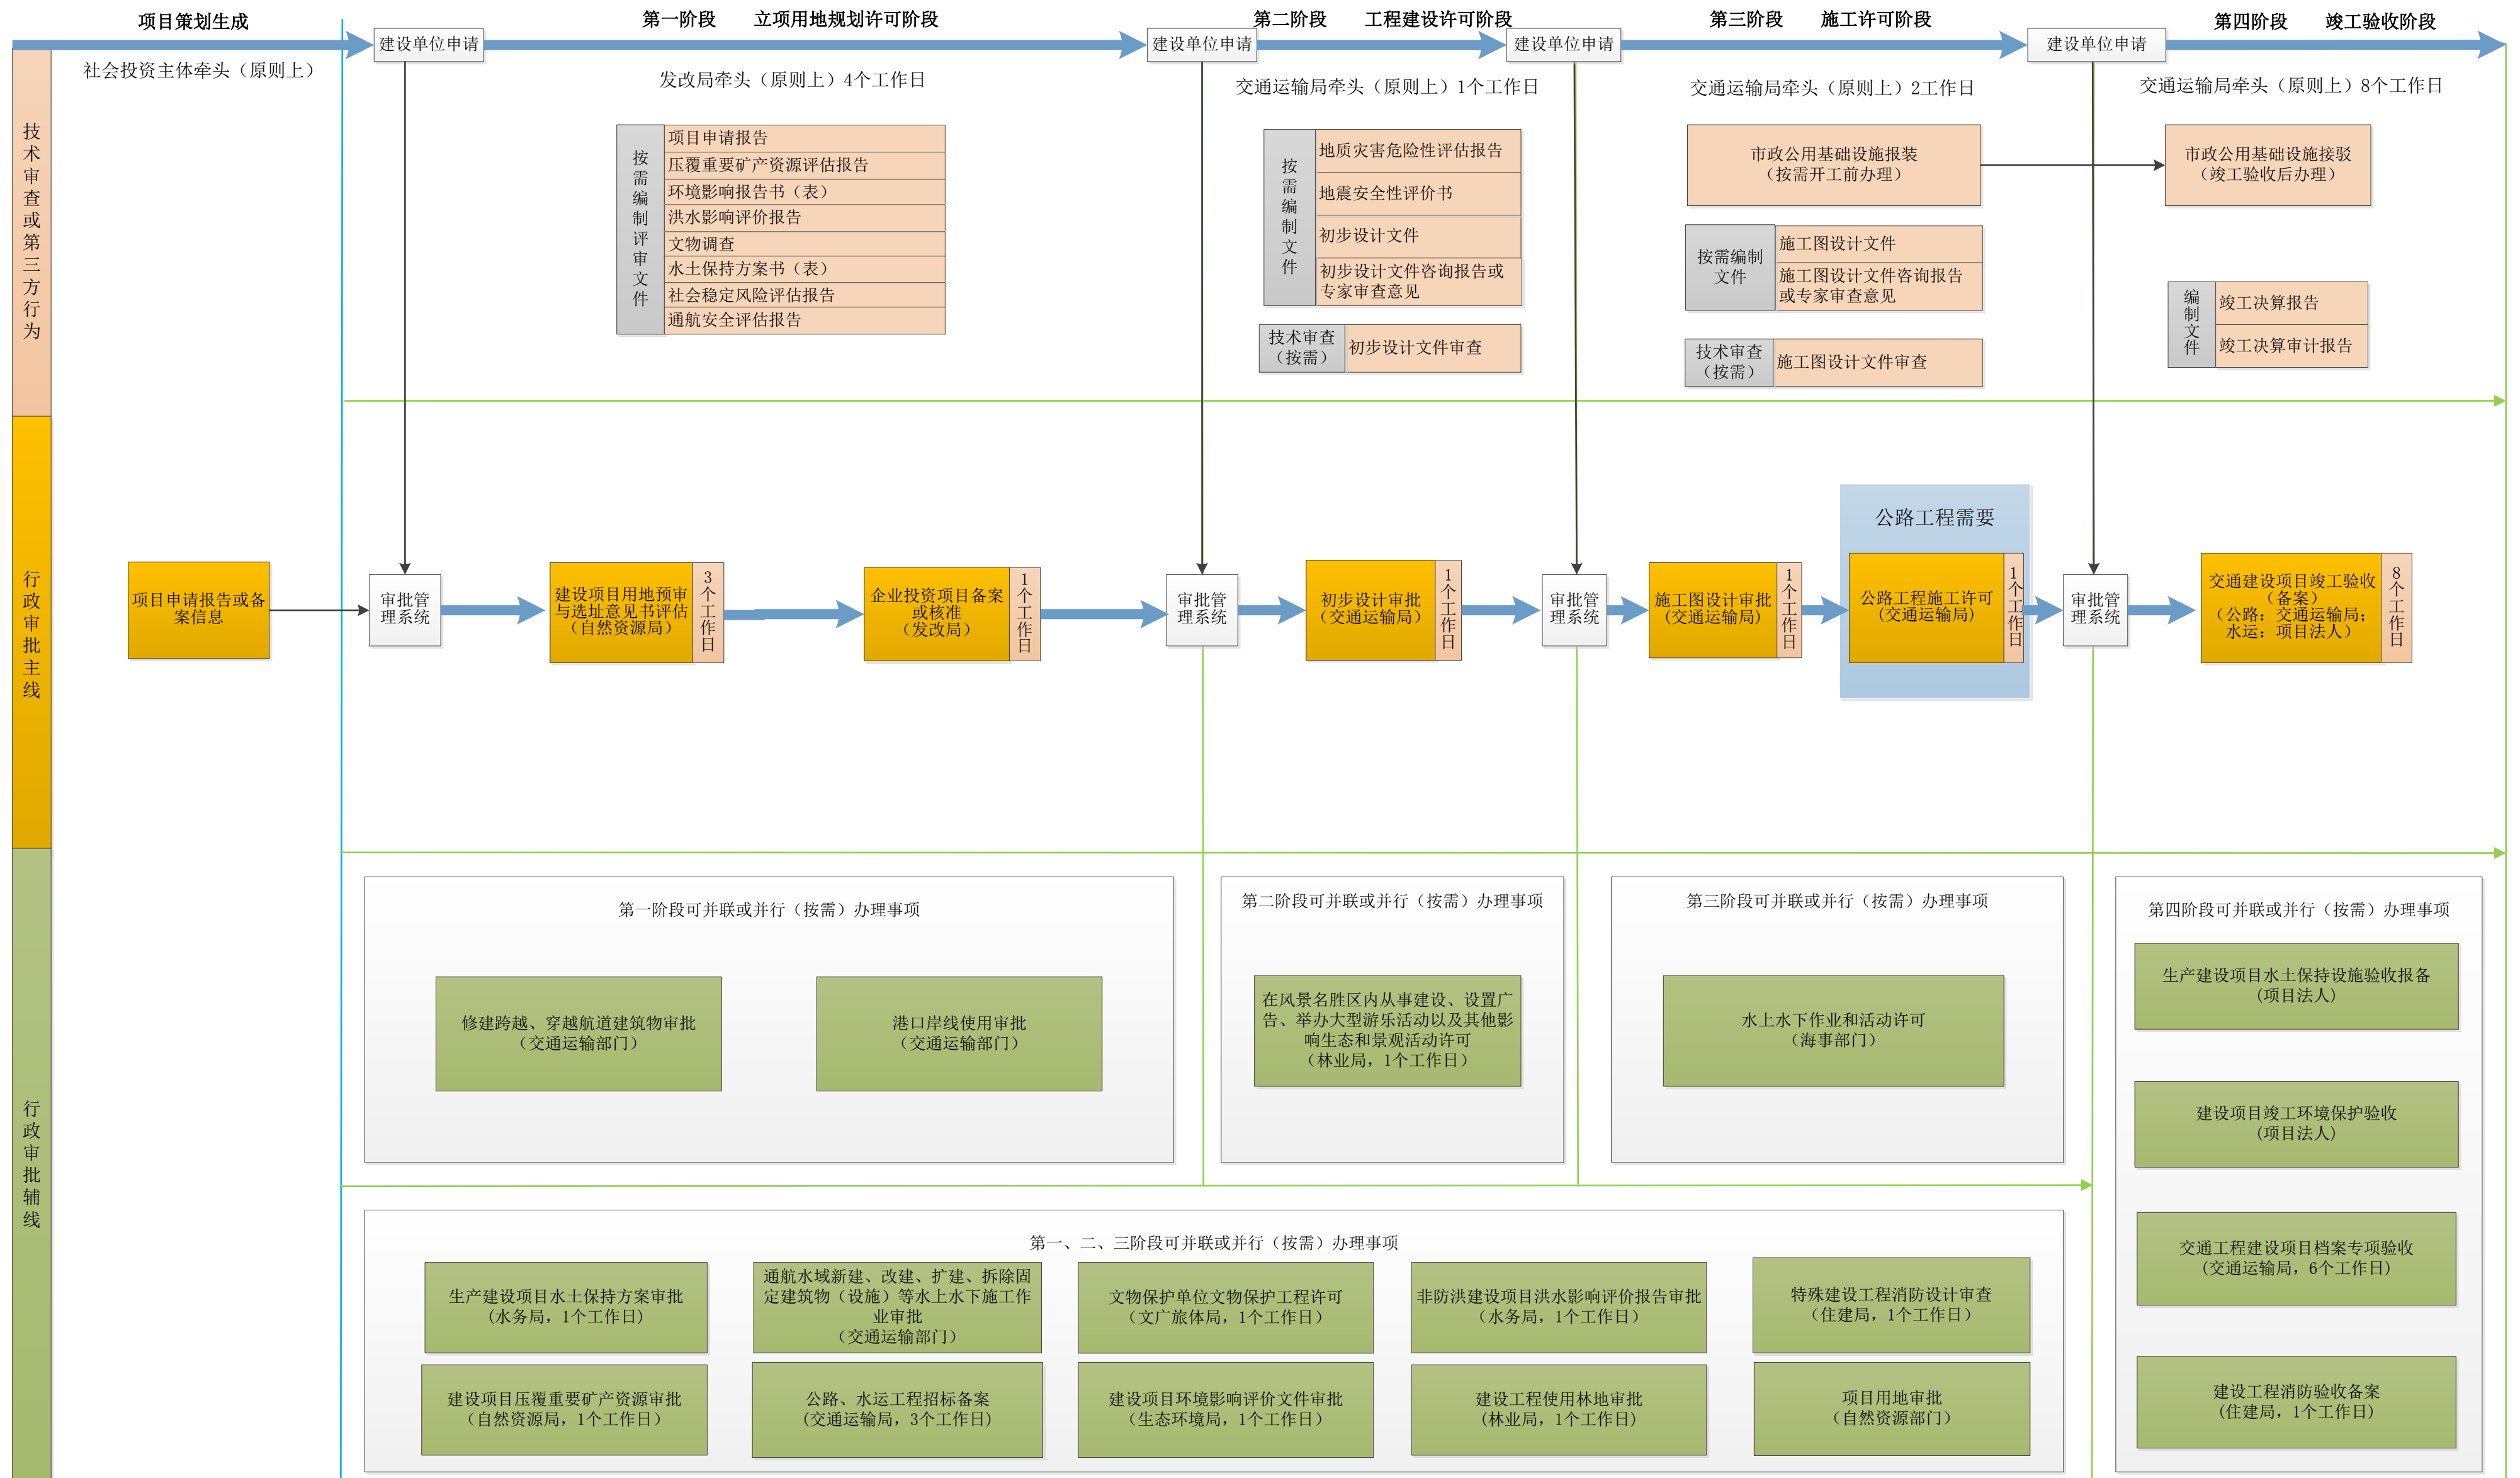 项目策划生成
第一阶段 立项用地规划许可阶段
第二阶段 工程建设许可阶段
第三阶段 施工许可阶段
第四阶段 竣工验收阶段
建设单位申请
建设单位申请
建设单位申请
建设单位申请
社会投资主体牵头（原则上）
发改局牵头（原则上）4个工作日
交通运输局牵头（原则上）1个工作日
交通运输局牵头（原则上）2工作日
交通运输局牵头（原则上）8个工作日
技术审查或第三方行为
按需编制评审文件
项目申请报告
压覆重要矿产资源评估报告
环境影响报告书（表）
洪水影响评价报告
文物调查
水土保持方案书（表）
社会稳定风险评估报告
通航安全评估报告
按需编制文件
地质灾害危险性评估报告
地震安全性评价书
初步设计文件
初步设计文件咨询报告或
专家审查意见
技术审查
（按需）
初步设计文件审查
市政公用基础设施报装
（按需开工前办理）
按需编制
文件
施工图设计文件
施工图设计文件咨询报告
或专家审查意见
技术审查
（按需）
施工图设计文件审查
市政公用基础设施接驳
（竣工验收后办理）
编制文件
竣工决算报告
竣工决算审计报告
行政审批主线
项目申请报告或备
案信息
审批管
理系统
建设项目用地预审
与选址意见书评估
（自然资源局）
3个工作日
企业投资项目备案
或核准
（发改局）
1个工作日
审批管
理系统
初步设计审批
（交通运输局）
1个工作日
审批管
理系统
施工图设计审批
(交通运输局)
1个工作日
公路工程需要
公路工程施工许可
(交通运输局)
1个工作日
审批管
理系统
交通建设项目竣工验收
（备案）
（公路：交通运输局；
水运：项目法人）
8个工作日
行政审批辅线
第一阶段可并联或并行（按需）办理事项
修建跨越、穿越航道建筑物审批
（交通运输部门）
港口岸线使用审批
（交通运输部门）
第二阶段可并联或并行（按需）办理事项
在风景名胜区内从事建设、设置广
告、举办大型游乐活动以及其他影
响生态和景观活动许可
（林业局，1个工作日）
第三阶段可并联或并行（按需）办理事项
水上水下作业和活动许可
（海事部门）
第四阶段可并联或并行（按需）办理事项
生产建设项目水土保持设施验收报备
(项目法人)
建设项目竣工环境保护验收
(项目法人)
交通工程建设项目档案专项验收
(交通运输局，6个工作日)
建设工程消防验收备案
(住建局，1个工作日)
第一、二、三阶段可并联或并行（按需）办理事项
生产建设项目水土保持方案审批
(水务局，1个工作日)
通航水域新建、改建、扩建、拆除固
定建筑物（设施）等水上水下施工作
业审批
（交通运输部门）
文物保护单位文物保护工程许可
（文广旅体局，1个工作日）
非防洪建设项目洪水影响评价报告审批
（水务局，1个工作日）
特殊建设工程消防设计审查
（住建局，1个工作日）
建设项目压覆重要矿产资源审批
（自然资源局，1个工作日）
公路、水运工程招标备案
(交通运输局，3个工作日)
建设项目环境影响评价文件审批
（生态环境局，1个工作日）
建设工程使用林地审批
(林业局，1个工作日)
项目用地审批
（自然资源部门）